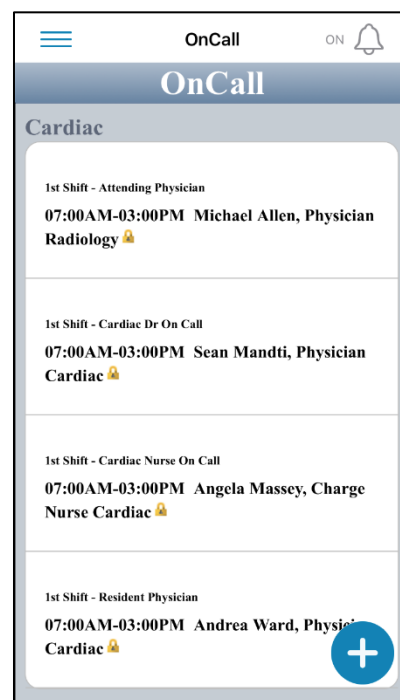 OnCall
ON
OnCall
Cardiac
1st Shift - Attending Physician
07:00AM-03:00PM Michael Allen, Physician
Radiology
1st Shift - Cardiac Dr On Call
07:00AM-03:00PM Sean Mandti, Physician
Cardiac
1st Shift - Cardiac Nurse On Call
07:00AM-03:00PM Angela Massey, Charge
Nurse Cardiac
1st Shift - Resident Physician
07:00AM-03:00PM Andrea Ward,
Cardiac